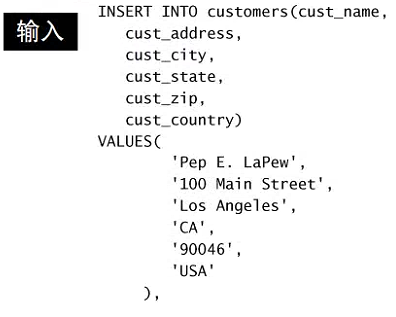 输入
INSERT INTO customers(cust_name,
cust_address,
cust_city,
cust_state,
cust_zip,
cust_country)
VALUES(
'Pep E. LaPew',
'100 Main Street',
'Los Angeles',
'CA',
'90046',
'USA'
),